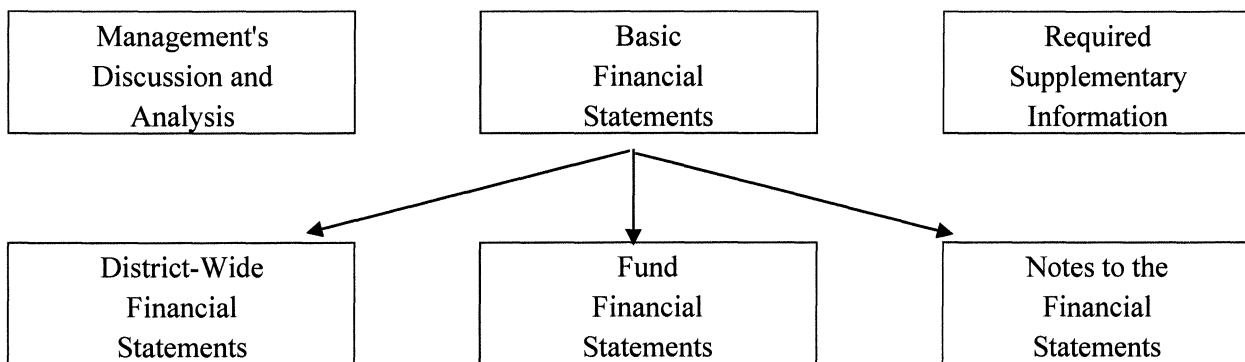 Management's
Discussion and
Analysis
Basic
Financial
Statements
Required
Supplementary
Information
District-Wide
Financial
Statements
Fund
Financial
Statements
Notes to the
Financial
Statements